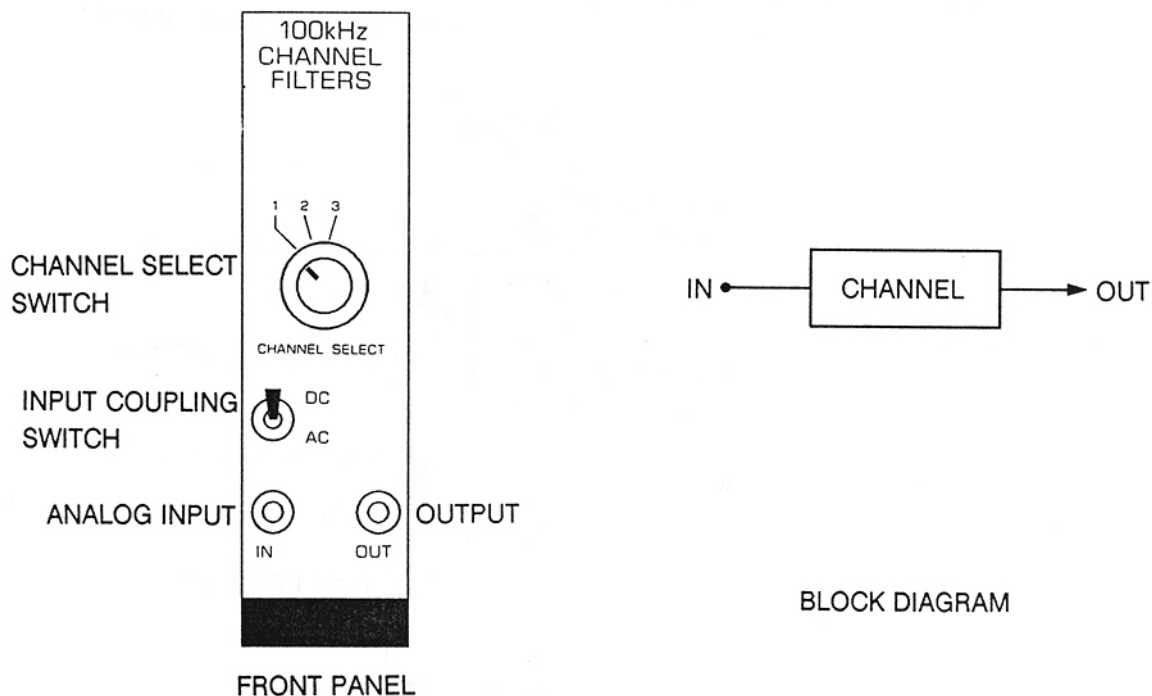 100kHz
CHANNEL
FILTERS
1 2 3
CHANNEL SELECT
SWITCH
CHANNEL SELECT
INPUT COUPLING
SWITCH
DC
AC
ANALOG INPUT
OUTPUT
IN
OUT
FRONT PANEL
IN
CHANNEL
OUT
BLOCK DIAGRAM